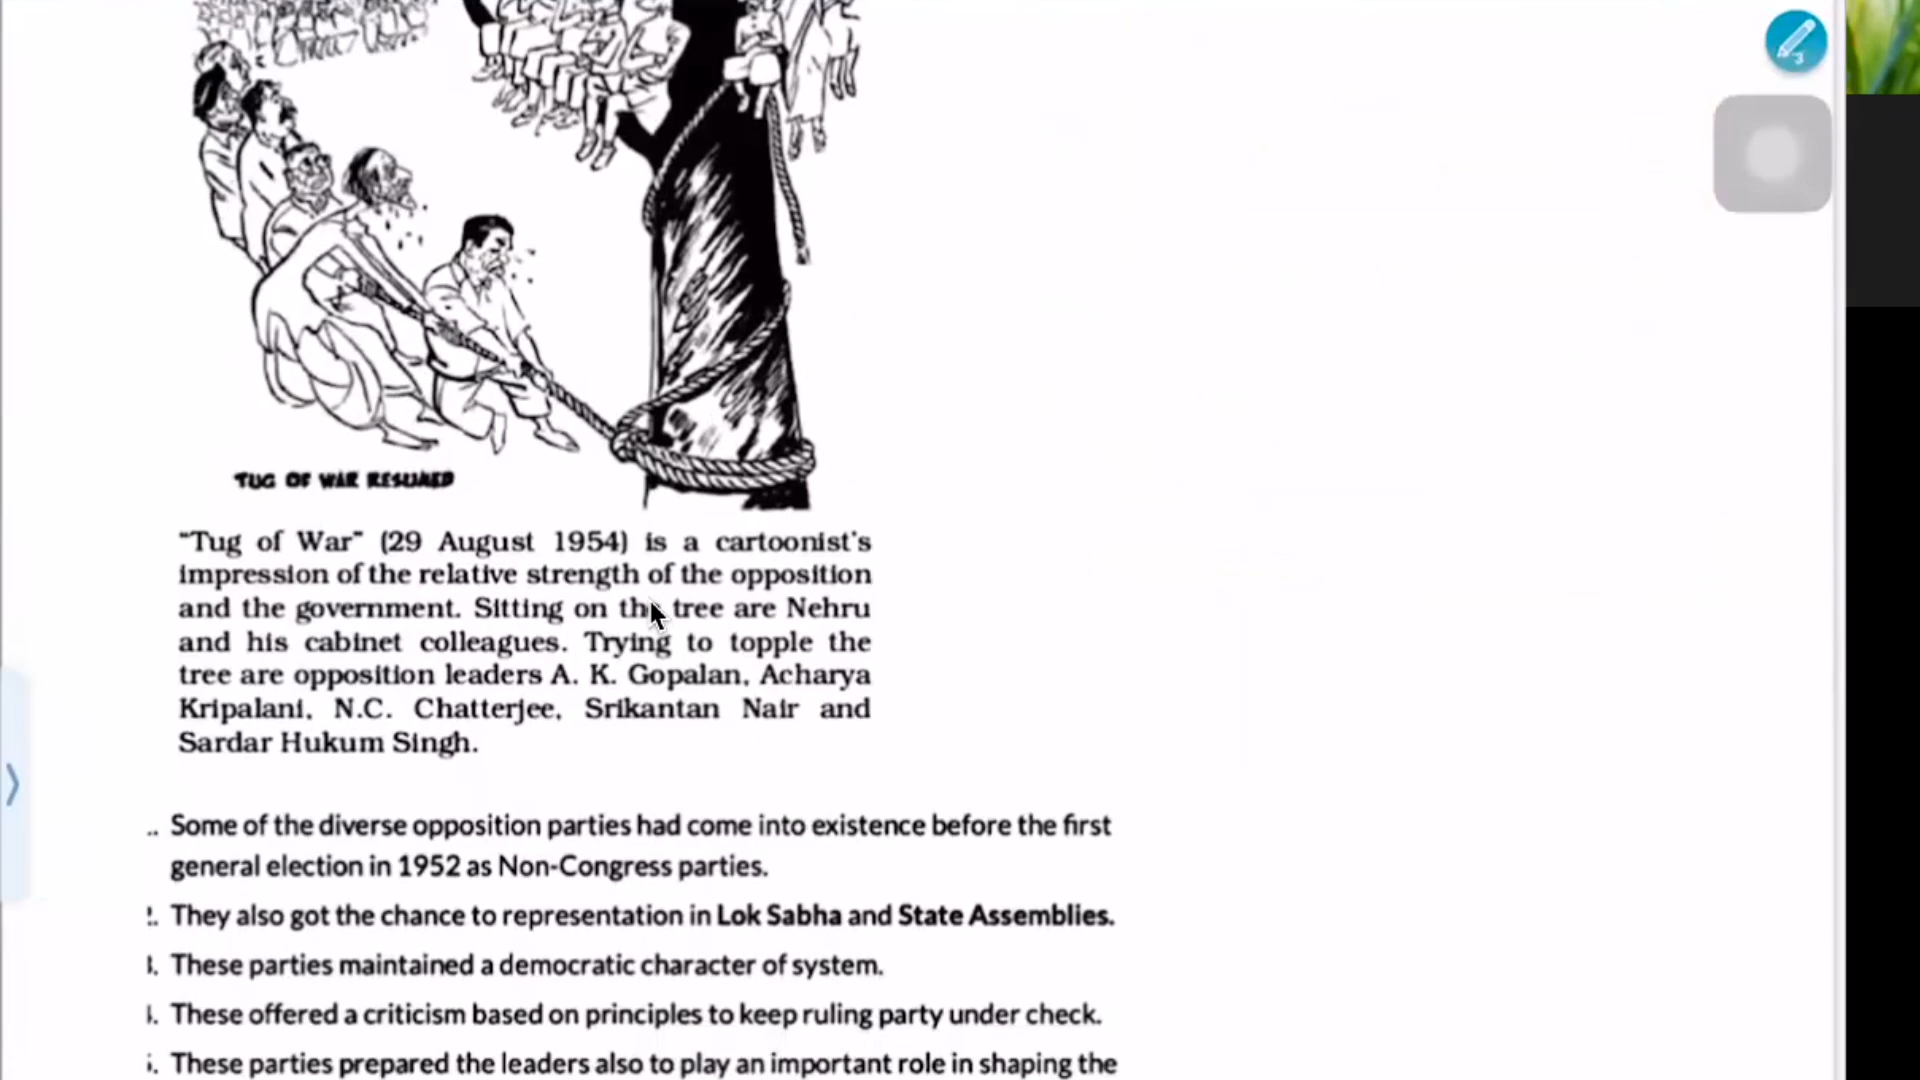 TUG OF WAR RESUMED
"Tug of War" (29 August 1954) is a cartoonist's
impression of the relative strength of the opposition
and the government. Sitting on the tree are Nehru
and his cabinet colleagues. Trying to topple the
tree are opposition leaders A. K. Gopalan, Acharya
Kripalani, N.C. Chatterjee, Srikantan Nair and
Sardar Hukum Singh.
Some of the diverse opposition parties had come into existence before the first
general election in 1952 as Non-Congress parties.
They also got the chance to representation in Lok Sabha and State Assemblies.
These parties maintained a democratic character of system.
These offered a criticism based on principles to keep ruling party under check.
These parties prepared the leaders also to play an important role in shaping the
3